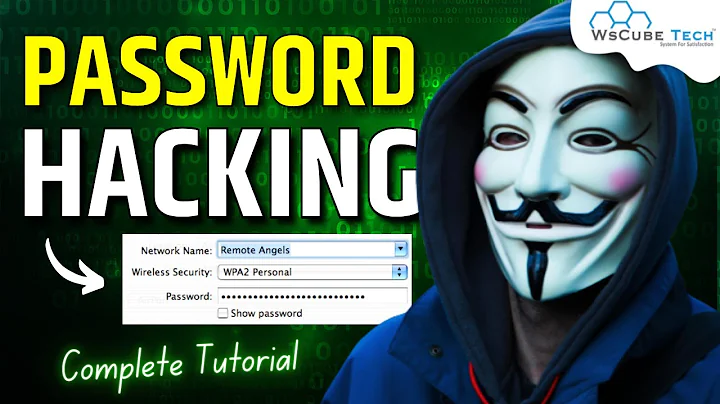 WsCube Tech
System For Satisfaction
PASSWORD
HACKING
Network Name: Remote Angels
Wireless Security: WPA2 Personal
Password: ••••••••••••••••••••••••••••
Show password
Complete Tutorial